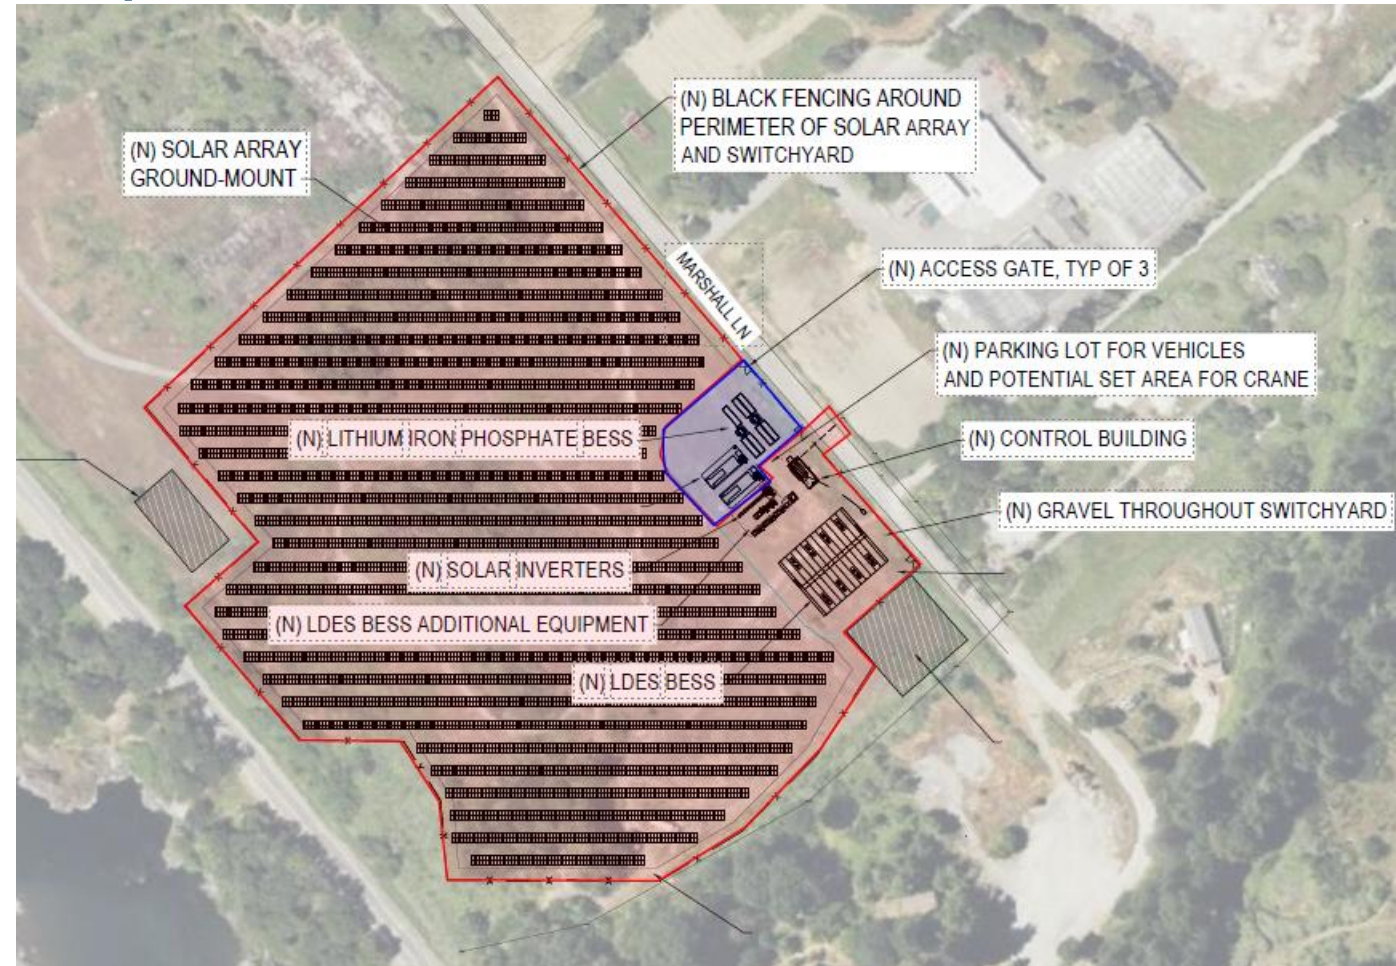 (N) BLACK FENCING AROUND
PERIMETER OF SOLAR ARRAY
AND SWITCHYARD
(N) SOLAR ARRAY
GROUND-MOUNT
MARSHALL LN
(N) ACCESS GATE, TYP OF 3
(N) PARKING LOT FOR VEHICLES
AND POTENTIAL SET AREA FOR CRANE
(N) LITHIUM IRON PHOSPHATE BESS
(N) CONTROL BUILDING
(N) GRAVEL THROUGHOUT SWITCHYARD
(N) SOLAR INVERTERS
(N) LDES BESS ADDITIONAL EQUIPMENT
(N) LDES BESS